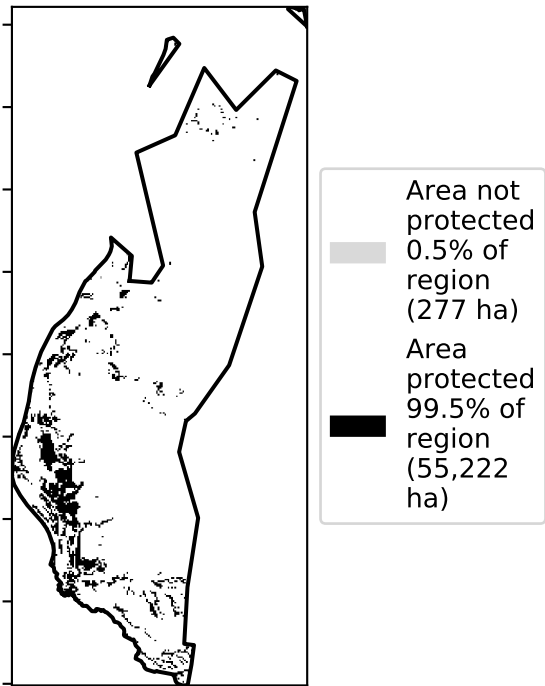 Area not
protected
0.5% of
region
(277 ha)
Area
protected
99.5% of
region
(55,222
ha)